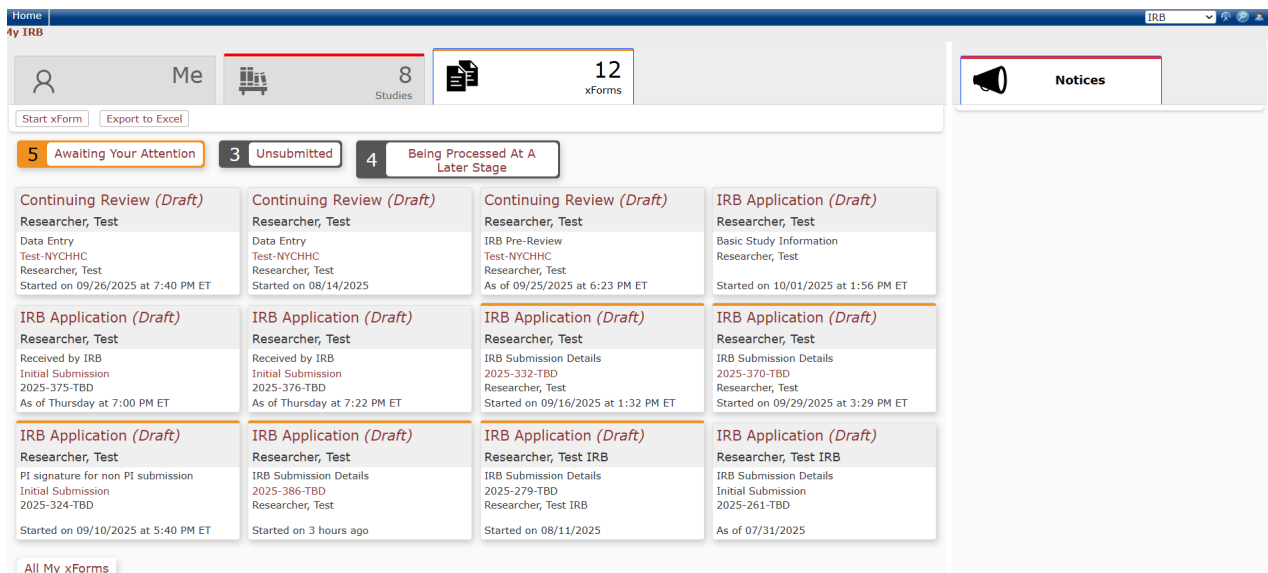 Home
IRB
My IRB
Me
8
Studies
12
xForms
Notices
Start xForm
Export to Excel
5 Awaiting Your Attention
3 Unsubmitted
4 Being Processed At A
Later Stage
Continuing Review (Draft)
Researcher, Test
Data Entry
Test-NYCHHC
Researcher, Test
Started on 09/26/2025 at 7:40 PM ET
Continuing Review (Draft)
Researcher, Test
Data Entry
Test-NYCHHC
Researcher, Test
Started on 08/14/2025
Continuing Review (Draft)
Researcher, Test
IRB Pre-Review
Test-NYCHHC
Researcher, Test
As of 09/25/2025 at 6:23 PM ET
IRB Application (Draft)
Researcher, Test
Basic Study Information
Researcher, Test
Started on 10/01/2025 at 1:56 PM ET
IRB Application (Draft)
Researcher, Test
Received by IRB
Initial Submission
2025-375-TBD
As of Thursday at 7:00 PM ET
IRB Application (Draft)
Researcher, Test
Received by IRB
Initial Submission
2025-376-TBD
As of Thursday at 7:22 PM ET
IRB Application (Draft)
Researcher, Test
IRB Submission Details
2025-332-TBD
Researcher, Test
Started on 09/16/2025 at 1:32 PM ET
IRB Application (Draft)
Researcher, Test
IRB Submission Details
2025-370-TBD
Researcher, Test
Started on 09/29/2025 at 3:29 PM ET
IRB Application (Draft)
Researcher, Test
PI signature for non PI submission
Initial Submission
2025-324-TBD
Started on 09/10/2025 at 5:40 PM ET
IRB Application (Draft)
Researcher, Test
IRB Submission Details
2025-386-TBD
Researcher, Test
Started on 3 hours ago
IRB Application (Draft)
Researcher, Test IRB
IRB Submission Details
2025-279-TBD
Researcher, Test IRB
Started on 08/11/2025
IRB Application (Draft)
Researcher, Test IRB
IRB Submission Details
Initial Submission
2025-261-TBD
As of 07/31/2025
All My xForms